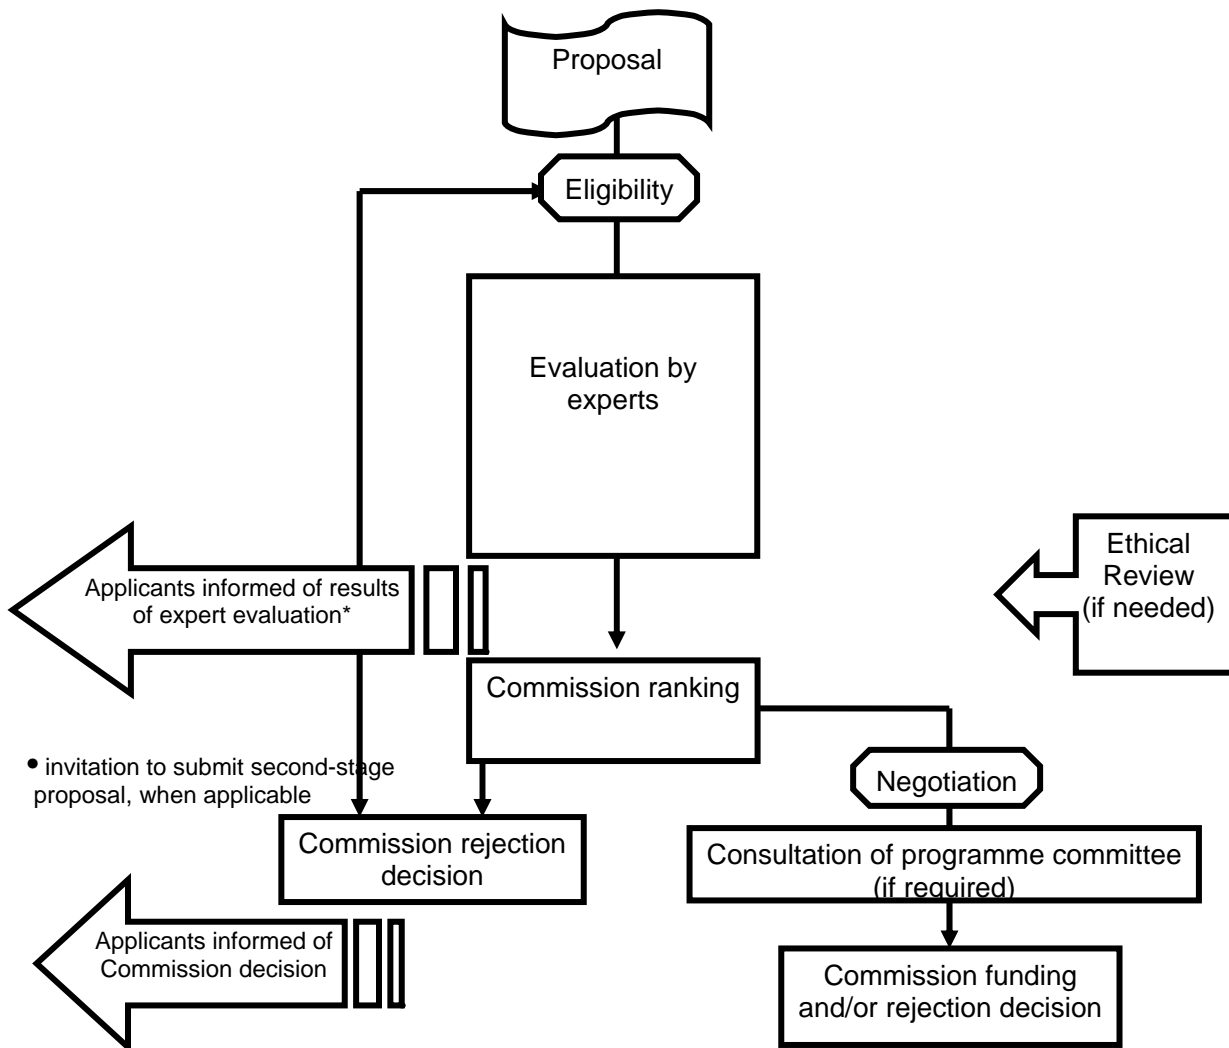 Proposal
Eligibility
Evaluation by
experts
Ethical
Review
(if needed)
Applicants informed of results
of expert evaluation*
Commission ranking
• invitation to submit second-stage
proposal, when applicable
Negotiation
Commission rejection
decision
Consultation of programme committee
(if required)
Applicants informed of
Commission decision
Commission funding
and/or rejection decision